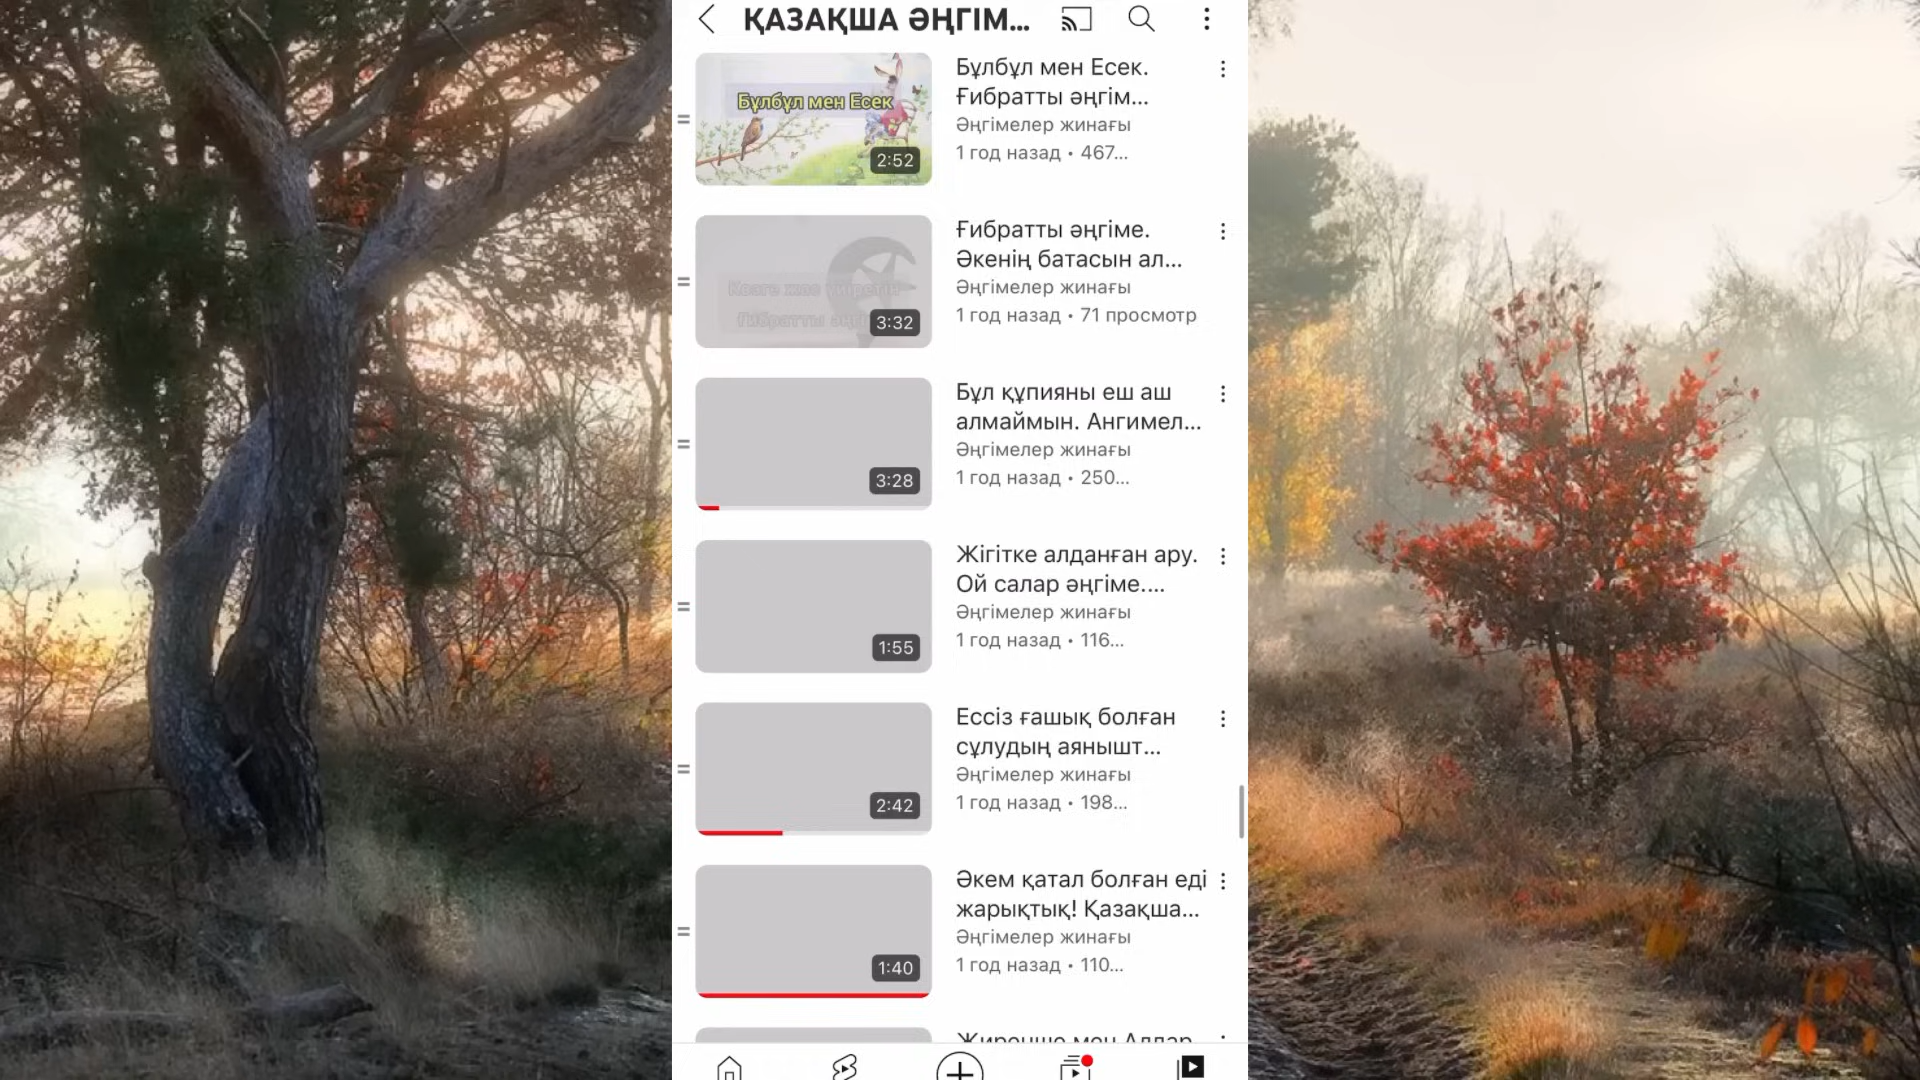 ҚАЗАҚША ӘҢГІМ...
Бұлбұл мен Есек
2:52
Бұлбұл мен Есек.
Ғибратты әңгім...
Әңгімелер жинағы
1 год назад • 467...
3:32
Ғибратты әңгіме.
Әкенің батасын ал...
Әңгімелер жинағы
1 год назад • 71 просмотр
3:28
Бұл құпияны еш аш
алмаймын. Ангимел...
Әңгімелер жинағы
1 год назад • 250...
1:55
Жігітке алданған ару.
Ой салар әңгіме....
Әңгімелер жинағы
1 год назад • 116...
2:42
Ессіз ғашық болған
сұлудың аянышт...
Әңгімелер жинағы
1 год назад • 198...
1:40
Әкем қатал болған еді
жарықтық! Қазақша...
Әңгімелер жинағы
1 год назад • 110...